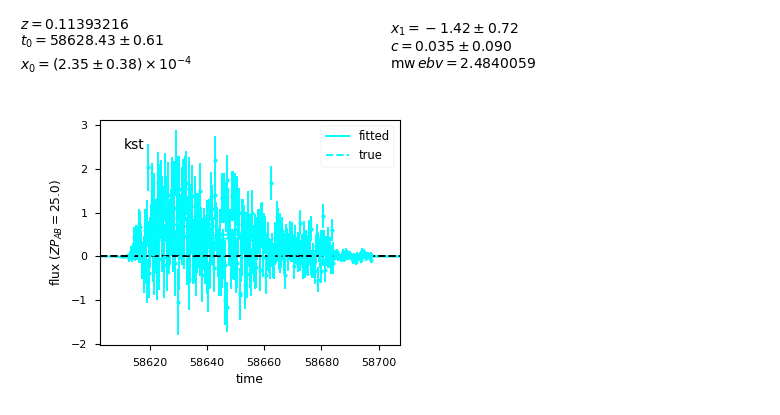 z = 0.11393216
t₀ = 58628.43 ± 0.61
x₀ = (2.35 ± 0.38) × 10⁻⁴
x₁ = −1.42 ± 0.72
c = 0.035 ± 0.090
mw ebv = 2.4840059
kst
fitted
true
flux (ZP_AB = 25.0)
3
2
1
0
−1
−2
58620 58640 58660 58680 58700
time